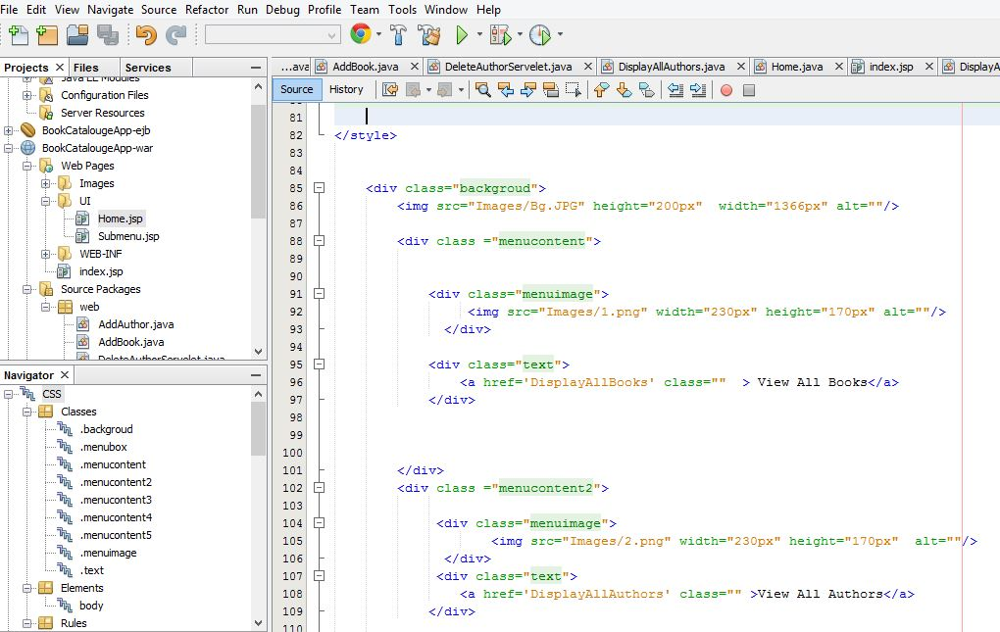 File Edit View Navigate Source Refactor Run Debug Profile Team Tools Window Help
Projects Files Services
Configuration Files
Server Resources
BookCatalougeApp-ejb
BookCatalougeApp-war
Web Pages
Images
UI
Home.jsp
Submenu.jsp
WEB-INF
index.jsp
Source Packages
web
AddAuthor.java
AddBook.java
DeleteAuthorServelet.java
Navigator
CSS
Classes
.backgroud
.menubox
.menucontent
.menucontent2
.menucontent3
.menucontent4
.menucontent5
.menuimage
.text
Elements
body
Rules
...ava AddBook.java DeleteAuthorServelet.java DisplayAllAuthors.java Home.java index.jsp DisplayA
Source History
81
82 </style>
83
84
85 <div class="backgroud">
86 <img src="Images/Bg.JPG" height="200px" width="1366px" alt=""/>
87
88 <div class ="menucontent">
89
90
91 <div class="menuimage">
92 <img src="Images/1.png" width="230px" height="170px" alt=""/>
93 </div>
94
95 <div class="text">
96 <a href='DisplayAllBooks' class="" > View All Books</a>
97 </div>
98
99
100
101 </div>
102 <div class ="menucontent2">
103
104 <div class="menuimage">
105 <img src="Images/2.png" width="230px" height="170px" alt=""/>
106 </div>
107 <div class="text">
108 <a href='DisplayAllAuthors' class="" >View All Authors</a>
109 </div>
110